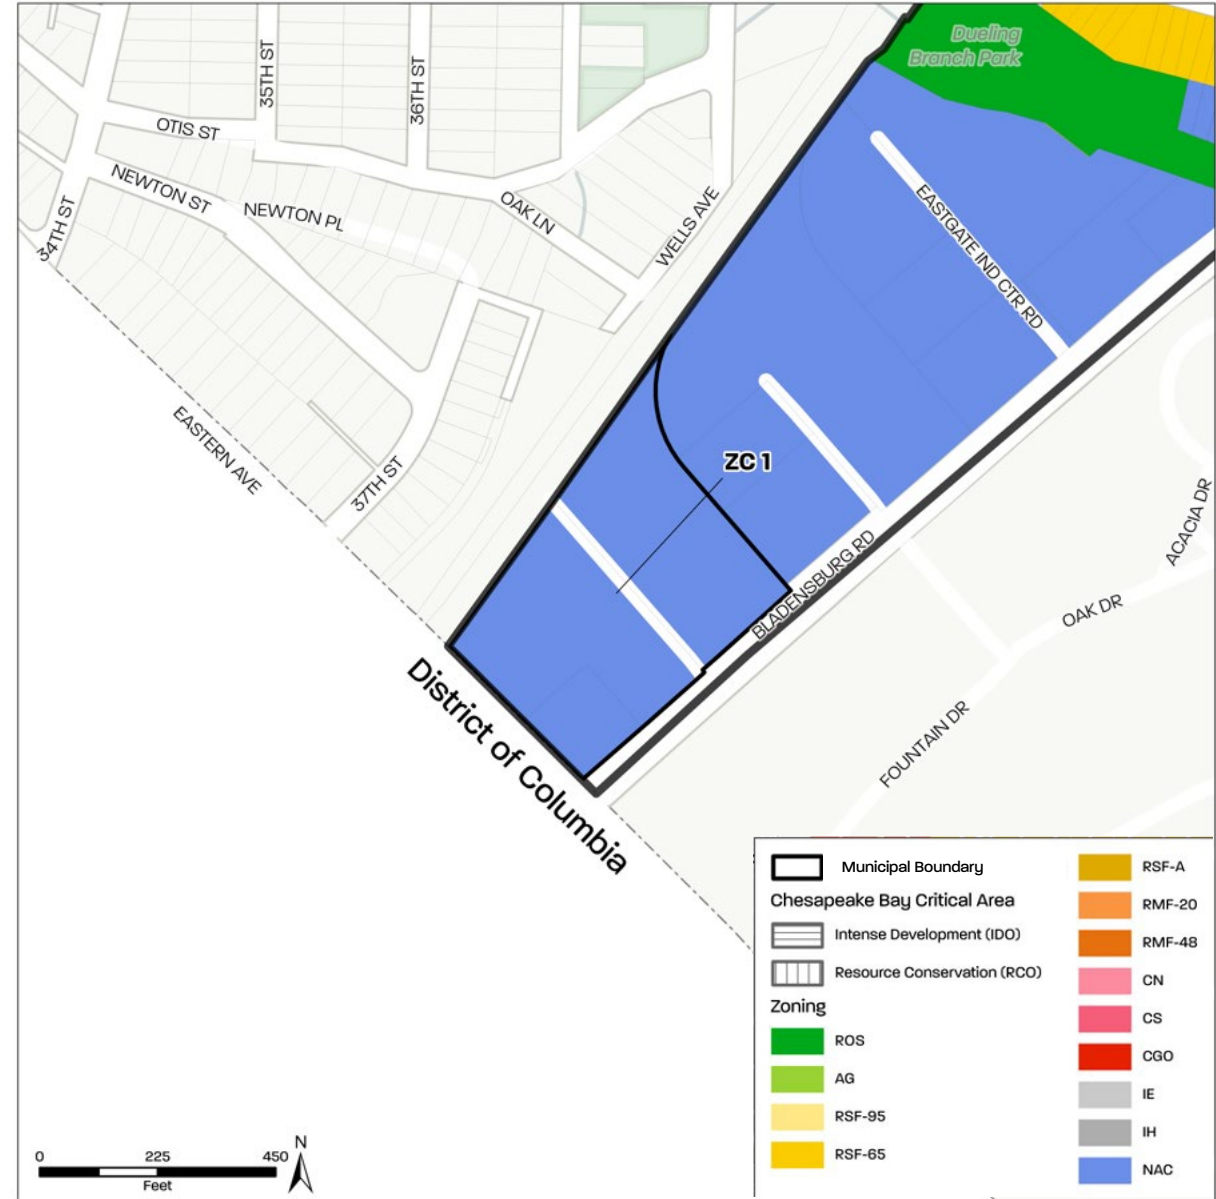 Dueling
Branch Park
35TH ST
36TH ST
OTIS ST
NEWTON ST
NEWTON PL
OAK LN
WELLS AVE
34TH ST
EASTGATE IND CTR RD
EASTERN AVE
37TH ST
ZC 1
BLADENSBURG RD
ACACIA DR
OAK DR
FOUNTAIN DR
District of Columbia
Municipal Boundary
Chesapeake Bay Critical Area
Intense Development (IDO)
Resource Conservation (RCO)
Zoning
ROS
AG
RSF-95
RSF-65
RSF-A
RMF-20
RMF-48
CN
CS
CGO
IE
IH
NAC
0 225 450
Feet
N